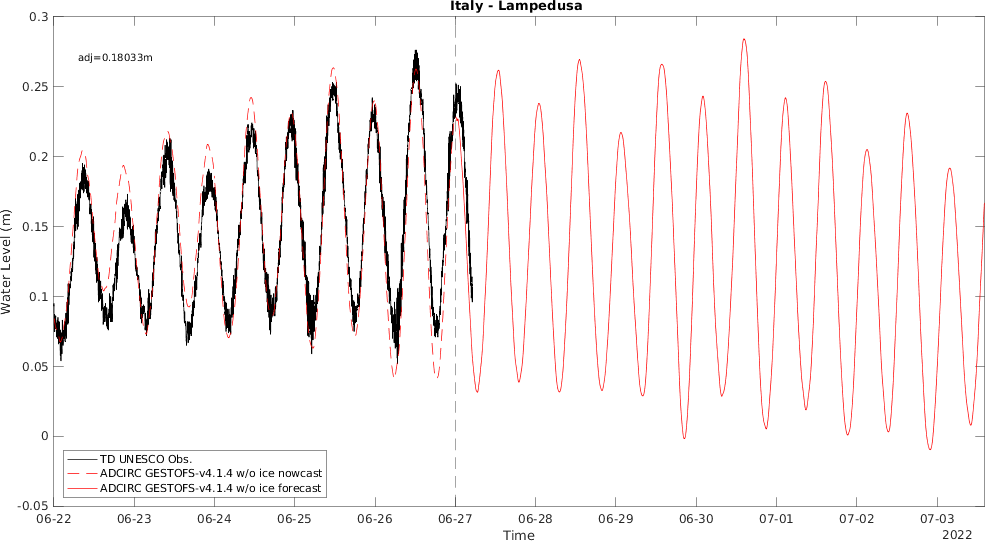 Italy - Lampedusa
0.3
adj=0.18033m
0.25
0.2
0.15
0.1
0.05
0
-0.05
Water Level (m)
TD UNESCO Obs.
ADCIRC GESTOFS-v4.1.4 w/o ice nowcast
ADCIRC GESTOFS-v4.1.4 w/o ice forecast
06-22 06-23 06-24 06-25 06-26 06-27 06-28 06-29 06-30 07-01 07-02 07-03
Time
2022